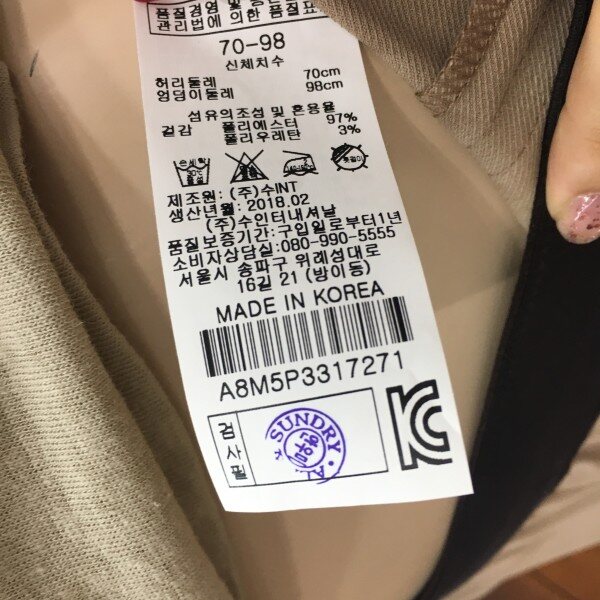 품질경영 및
관리법에 의한 품질표
70-98
신체치수
허리둘레 70cm
엉덩이둘레 98cm
섬유의조성 및 혼용율
겉감 폴리에스터 97%
폴리우레탄 3%
제조원: (주)수INT
생산년월: 2018.02
(주)수인터내셔날
품질보증기간: 구입일로부터1년
소비자상담실:080-990-5555
서울시 송파구 위례성대로
16길 21 (방이동)
MADE IN KOREA
A8M5P3317271
검사필
SUNDRY
KC